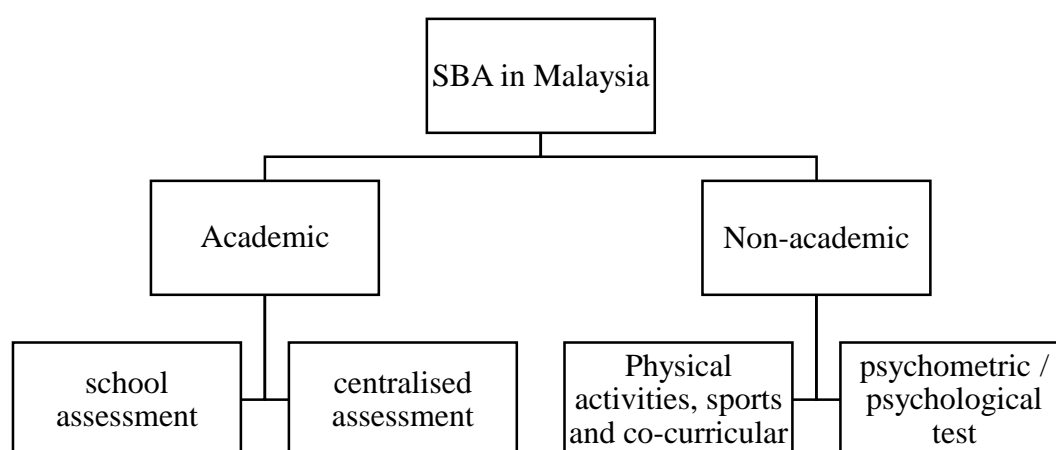 SBA in Malaysia
Academic
Non-academic
school
assessment
centralised
assessment
Physical
activities, sports
and co-curricular
psychometric /
psychological
test